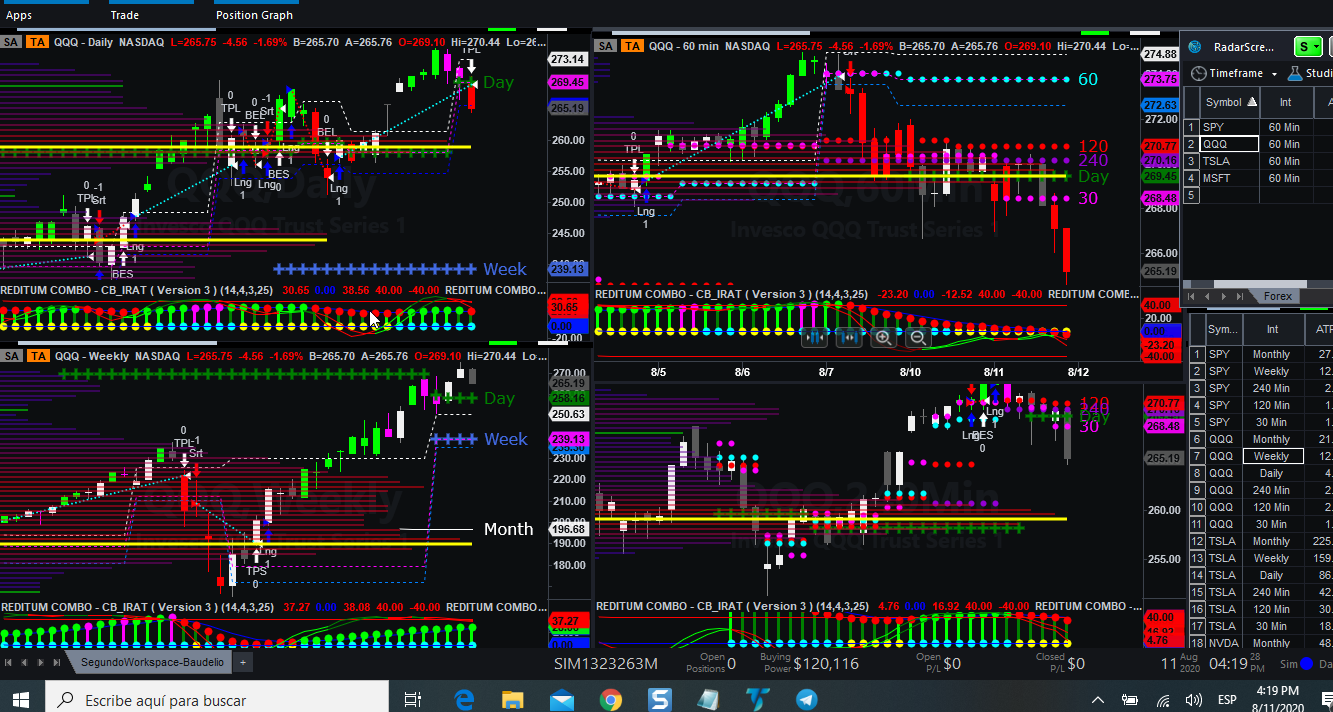 Apps Trade Position Graph
SA TA QQQ - Daily NASDAQ L=265.75 -4.56 -1.69% B=265.70 A=265.76 O=269.10 Hi=270.44 Lo=26...
273.14
269.45
265.19
260.00
255.00
250.00
245.00
239.13
Day
Week
0
TPL
0
BEL
-1
Srt
0
BEL
TPL
Lng
1
Lng
BES
0
Lng
1
0
TPL
-1
Srt
Lng
1
BES
QQQ, Daily
Invesco QQQ Trust Series 1
REDITUM COMBO - CB_IRAT ( Version 3 ) (14,4,3,25) 30.65 0.00 38.56 40.00 -40.00 REDITUM COMBO...
30.65
0.00
-20.00
SA TA QQQ - Weekly NASDAQ L=265.75 -4.56 -1.69% B=265.70 A=265.76 O=269.10 Hi=270.44 Lo=2...
270.00
265.19
258.16
250.63
239.13
230.00
220.00
210.00
196.68
190.00
180.00
Day
Week
Month
0
TPL
-1
Srt
Lng
TPS
0
REDITUM COMBO - CB_IRAT ( Version 3 ) (14,4,3,25) 37.27 0.00 38.08 40.00 -40.00 REDITUM COMBO...
37.27
SA TA QQQ - 60 min NASDAQ L=265.75 -4.56 -1.69% B=265.70 A=265.76 O=269.10 Hi=270.44 Lo=2...
274.88
273.75
272.63
272.00
270.77
270.16
269.45
268.48
268.00
266.00
265.19
60
120
240
Day
30
0
TPL
Lng
1
Invesco QQQ Trust Series 1
REDITUM COMBO - CB_IRAT ( Version 3 ) (14,4,3,25) -23.20 0.00 -12.52 40.00 -40.00 REDITUM COMBE...
40.00
20.00
0.00
-23.20
-40.00
8/5 8/6 8/7 8/10 8/11 8/12
270.77
268.48
265.19
260.00
255.00
120
240
Day
30
Lng
Lng
BES
0
Invesco QQQ Trust Series 1
REDITUM COMBO - CB_IRAT ( Version 3 ) (14,4,3,25) 4.76 0.00 16.92 40.00 -40.00 REDITUM COMBO -...
40.00
16.92
4.76
RadarScre... S
Timeframe Studi
Symbol Int A
1 SPY 60 Min
2 QQQ 60 Min
3 TSLA 60 Min
4 MSFT 60 Min
5
Forex
Sym... Int ATR
1 SPY Monthly 27.
2 SPY Weekly 12.
3 SPY 240 Min 2.
4 SPY 120 Min 1.
5 SPY 30 Min 1.
6 QQQ Monthly 21.
7 QQQ Weekly 12.
8 QQQ Daily 4.
9 QQQ 240 Min 2.
10 QQQ 120 Min 2.
11 QQQ 30 Min 1.
12 TSLA Monthly 225.
13 TSLA Weekly 159.
14 TSLA Daily 86.
15 TSLA 240 Min 42.
16 TSLA 120 Min 30.
17 TSLA 30 Min 18.
18 NVDA Monthly 48.
SegundoWorkspace-Baudelio +
SIM1323263M Open Positions 0 Buying Power $120,116 Open P/L $0 Closed P/L $0 11 Aug 2020 04:19 28 PM Sim Da
Escribe aquí para buscar
ESP
4:19 PM
8/11/2020